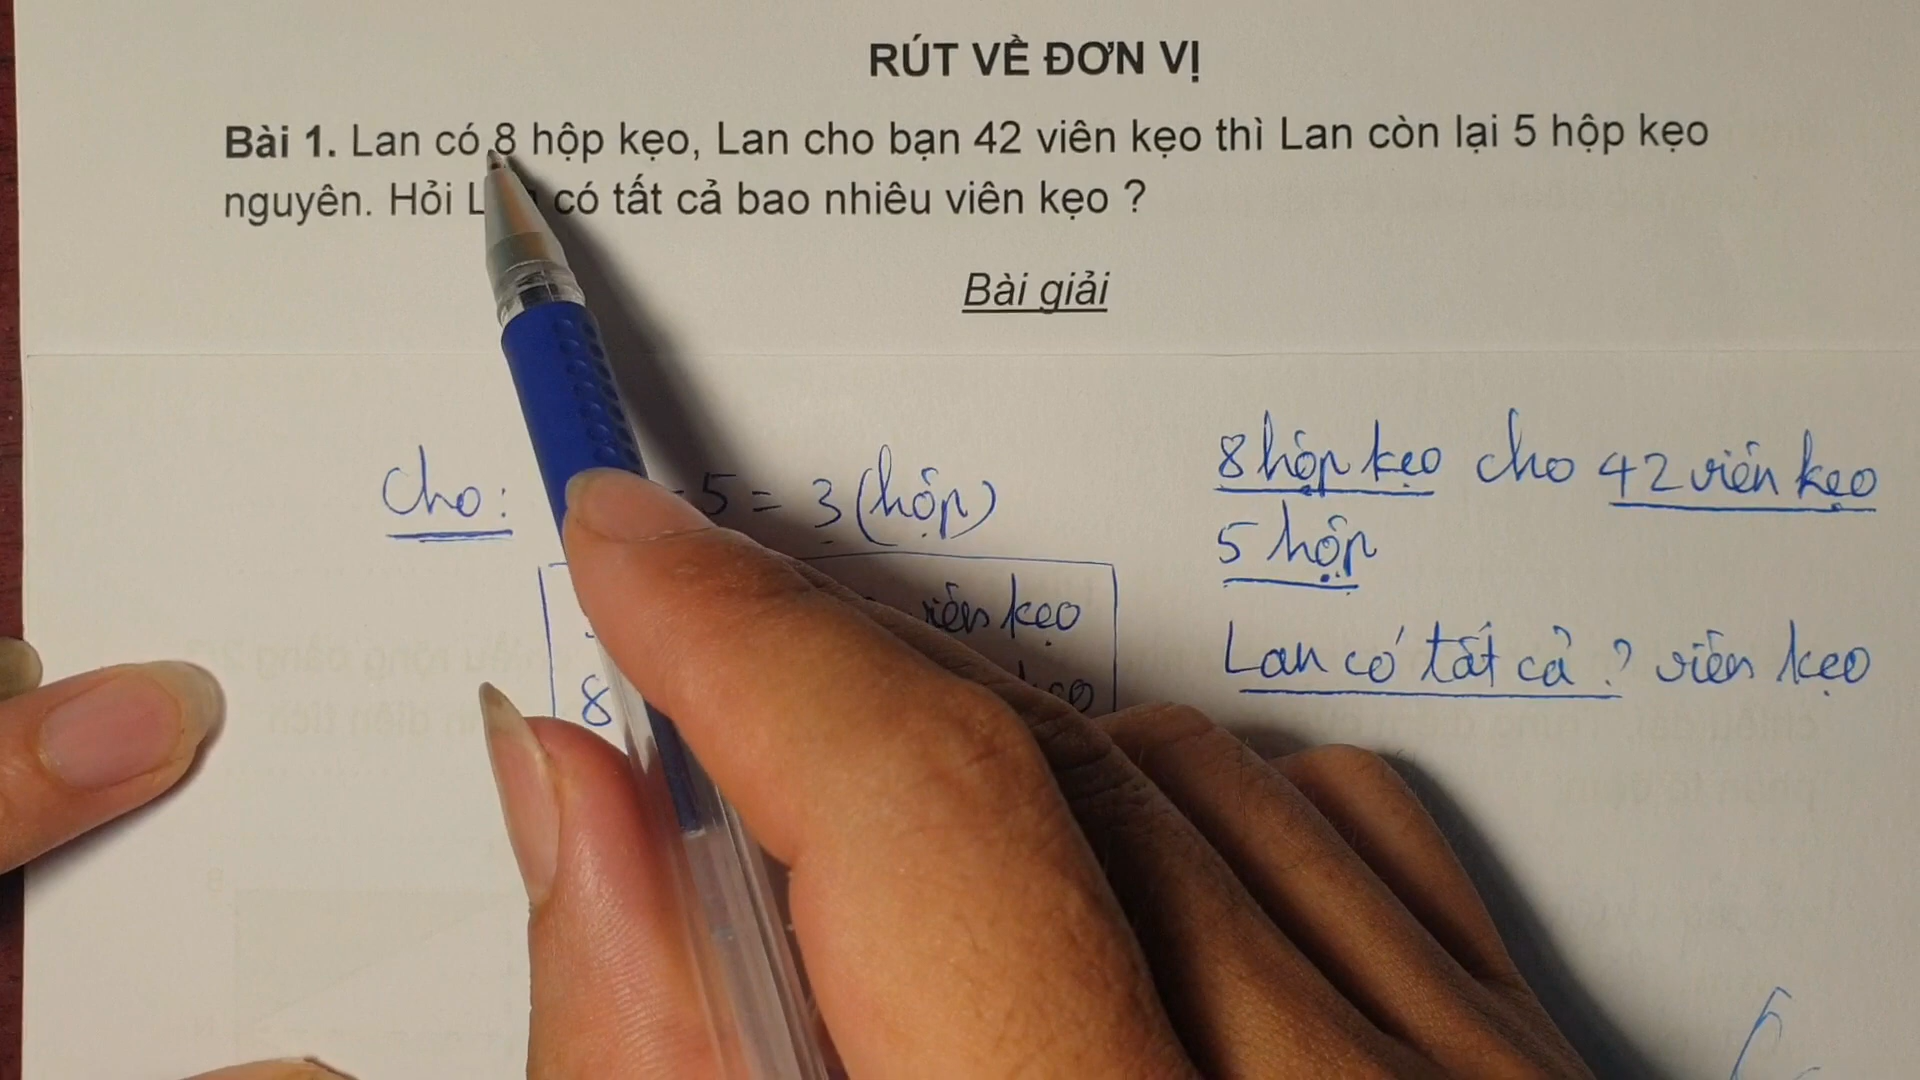 RÚT VỀ ĐƠN VỊ
Bài 1. Lan có 8 hộp kẹo, Lan cho bạn 42 viên kẹo thì Lan còn lại 5 hộp kẹo
nguyên. Hỏi có tất cả bao nhiêu viên kẹo ?
Bài giải
Cho: 5 = 3 (hộp)
viên kẹo
8 kẹo
8 hộp kẹo cho 42 viên kẹo
5 hộp
Lan có tất cả ? viên kẹo